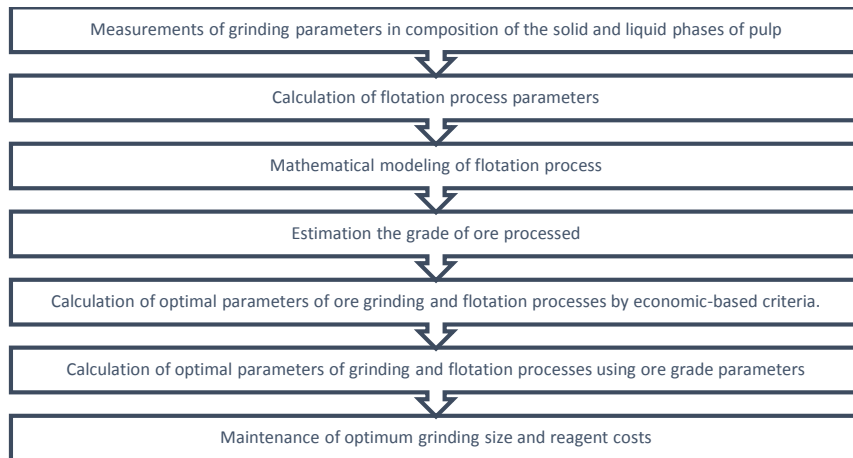 Measurements of grinding parameters in composition of the solid and liquid phases of pulp
Calculation of flotation process parameters
Mathematical modeling of flotation process
Estimation the grade of ore processed
Calculation of optimal parameters of ore grinding and flotation processes by economic-based criteria.
Calculation of optimal parameters of grinding and flotation processes using ore grade parameters
Maintenance of optimum grinding size and reagent costs